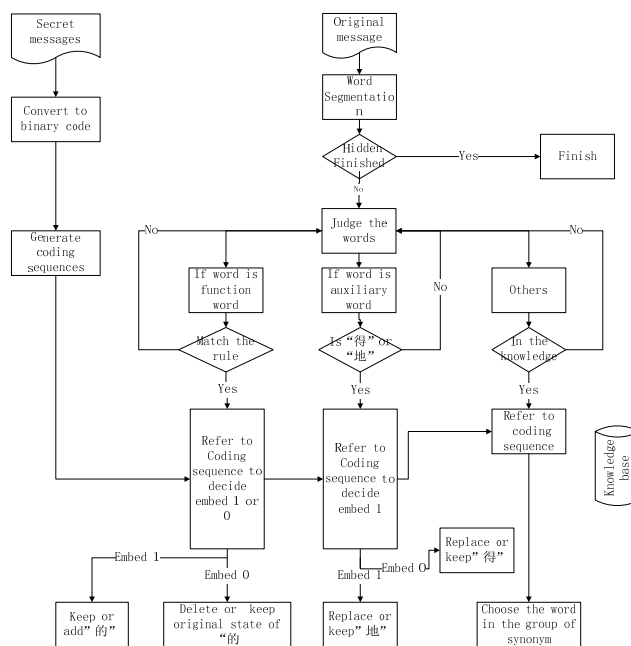 Secret
messages
Original
message
Convert to
binary code
Word
Segmentatio
n
Hidden
Finished
Yes
Finish
No
Generate
coding
sequences
No
Judge the
words
No
If word is
function
word
If word is
auxiliary
word
No
Others
Match the
rule
Is“得”or
“地”
In the
knowledge
Yes
Yes
Yes
Refer to
Coding
sequence to
decide
embed 1 or
0
Refer to
Coding
sequence to
decide
embed 1
Refer to
coding
sequence
Knowledge
base
Embed 1
Embed 0
Embed 1
Embed 0
Replace or
keep”得”
Keep or
add”的”
Delete or keep
original state of
“的
Replace or
keep”地”
Choose the word
in the group of
synonym